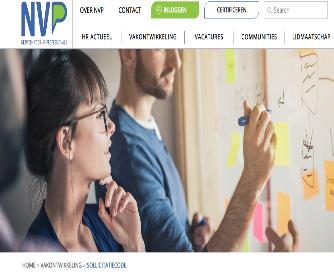 NVP
OVER NVP CONTACT INLOGGEN CERTIFICEREN Search
HR ACTUEEL VAKONTWIKKELING VACATURES COMMUNITIES LIDMAATSCHAP
HOME > VAKONTWIKKELING > SOLLICITATIECODE